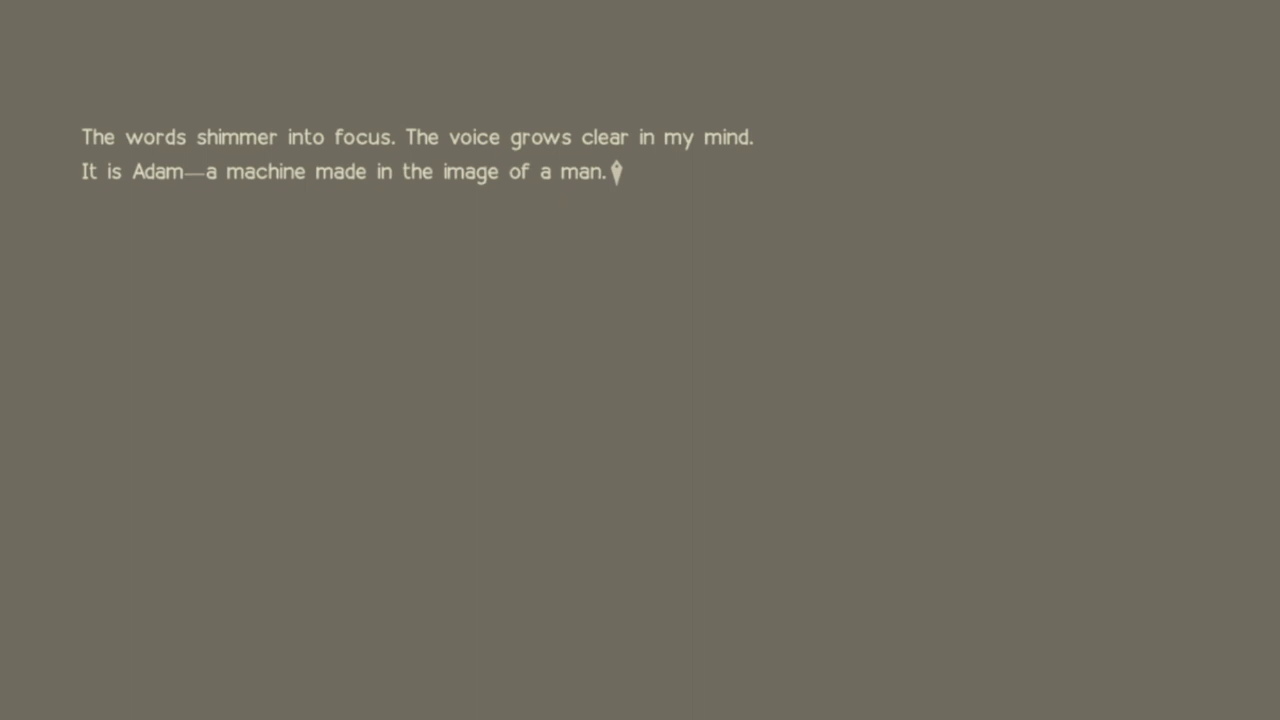 The words shimmer into focus. The voice grows clear in my mind.
It is Adam—a machine made in the image of a man.